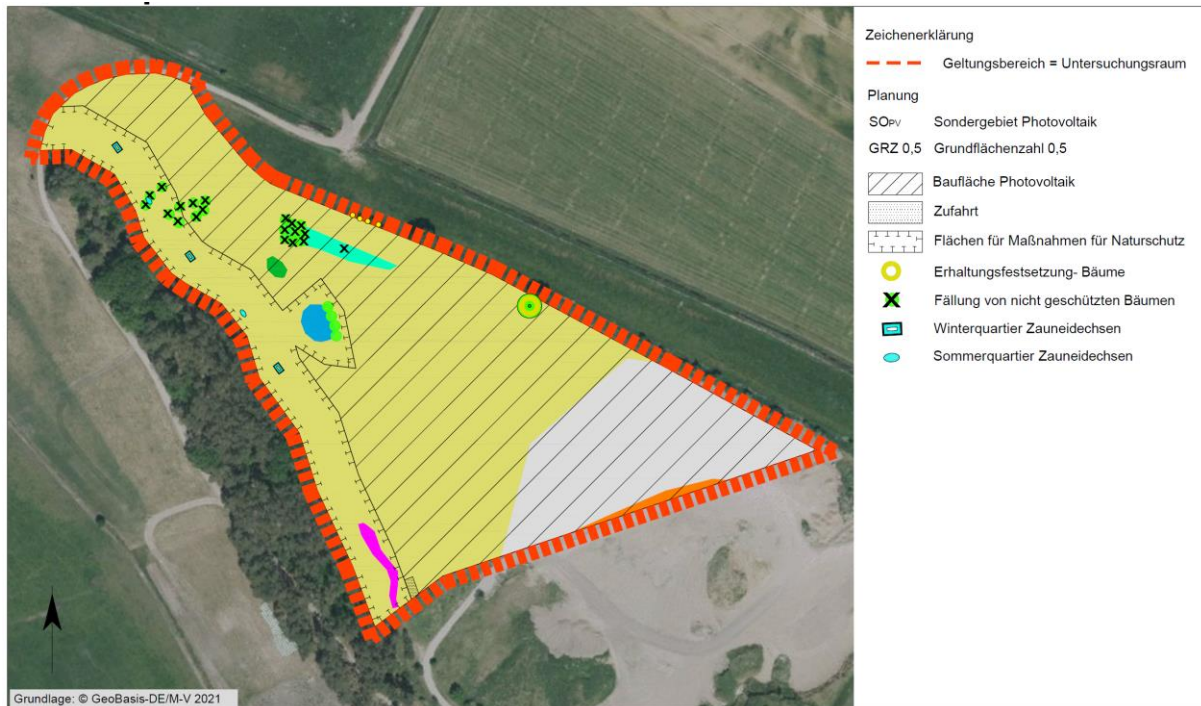 Zeichenerklärung
Geltungsbereich = Untersuchungsraum
Planung
SOPV Sondergebiet Photovoltaik
GRZ 0,5 Grundflächenzahl 0,5
Baufläche Photovoltaik
Zufahrt
Flächen für Maßnahmen für Naturschutz
Erhaltungsfestsetzung- Bäume
Fällung von nicht geschützten Bäumen
Winterquartier Zauneidechsen
Sommerquartier Zauneidechsen
Grundlage: © GeoBasis-DE/M-V 2021